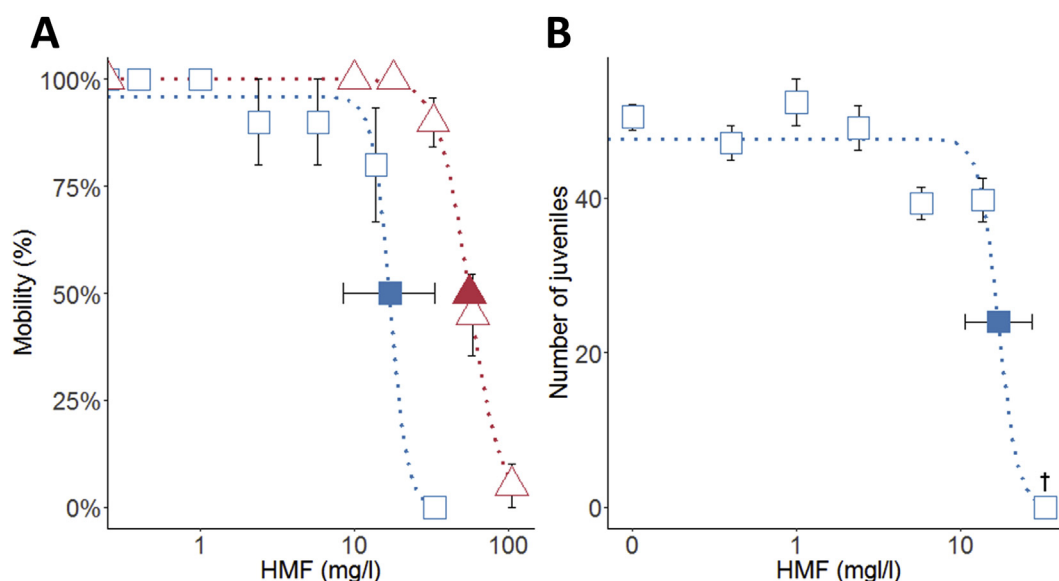 A
100%
75%
50%
25%
0%
Mobility (%)
1
10
100
HMF (mg/l)
B
40
20
0
Number of juveniles
†
0
1
10
HMF (mg/l)